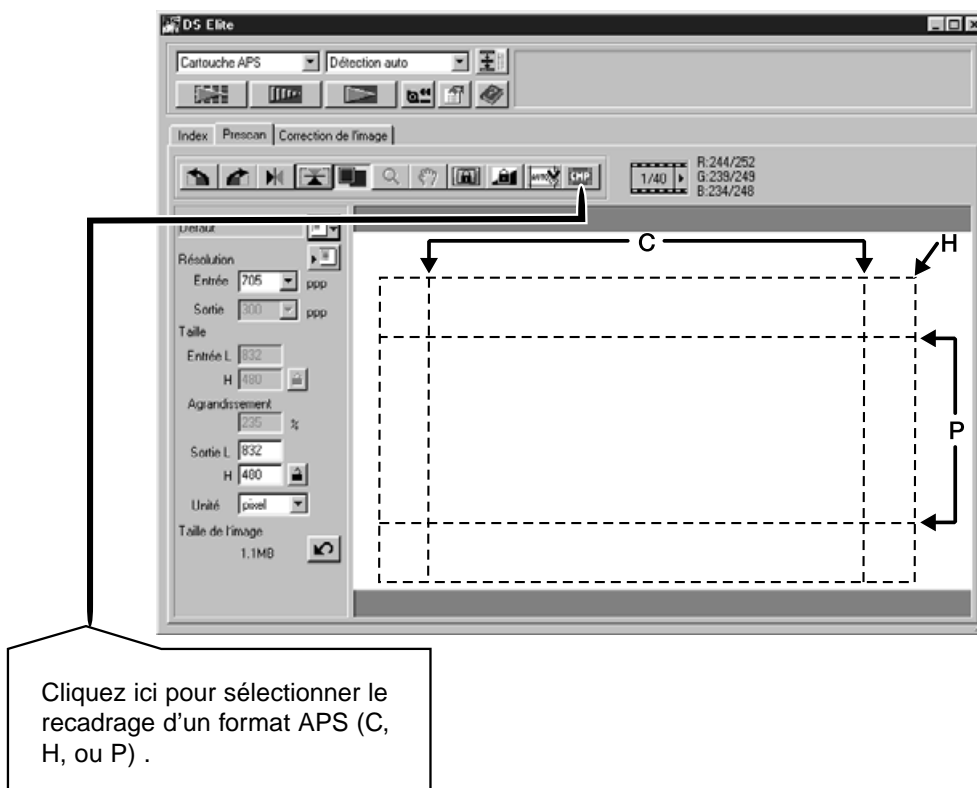 DS Elite
Cartouche APS Détection auto
Index Prescan Correction de l'image
AUTO CHP
1/40
R:244/252
G:239/249
B:234/248
Défaut
Résolution
Entrée 705 ppp
Sortie 300 ppp
Taille
Entrée L 832
H 480
Agrandissement
235 %
Sortie L 832
H 480
Unité pixel
Taille de l'image
1.1MB
C
H
P
Cliquez ici pour sélectionner le
recadrage d'un format APS (C,
H, ou P) .